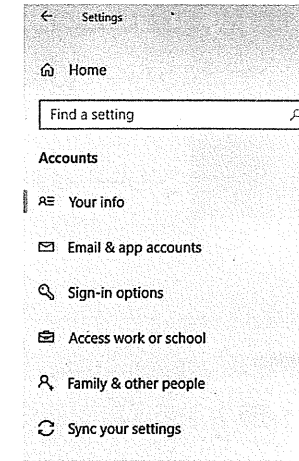 Settings
Home
Find a setting
Accounts
Your info
Email & app accounts
Sign-in options
Access work or school
Family & other people
Sync your settings